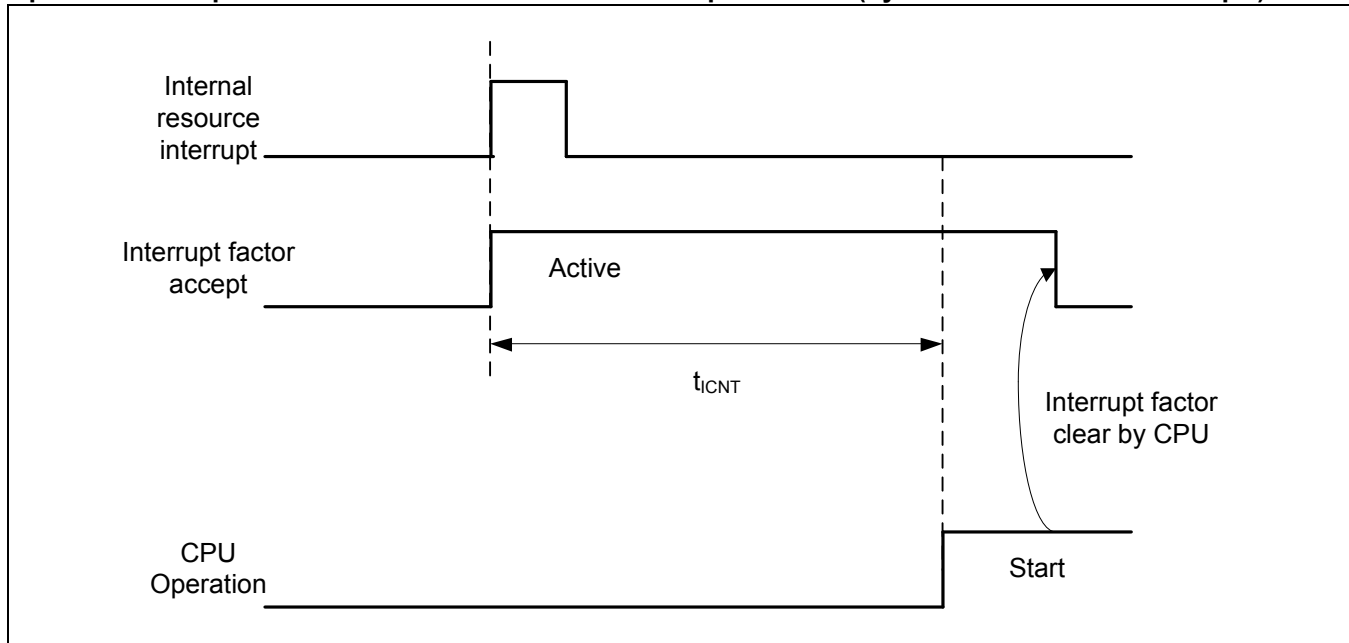 Internal
resource
interrupt
Interrupt factor
accept
Active
tICNT
Interrupt factor
clear by CPU
CPU
Operation
Start